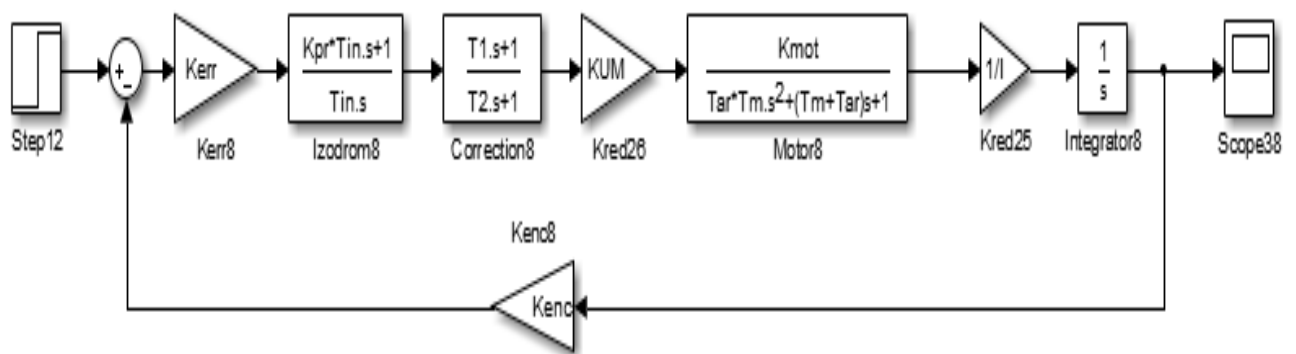 +
−
Kerr
Kpr*Tin.s+1
Tin.s
T1.s+1
T2.s+1
KUM
Kmot
Tar*Tm.s²+(Tm+Tar)s+1
1/I
1
s
Step12
Kerr8
Izodrom8
Correction8
Kred26
Motor8
Kred25
Integrator8
Scope38
Kenc8
Kenc